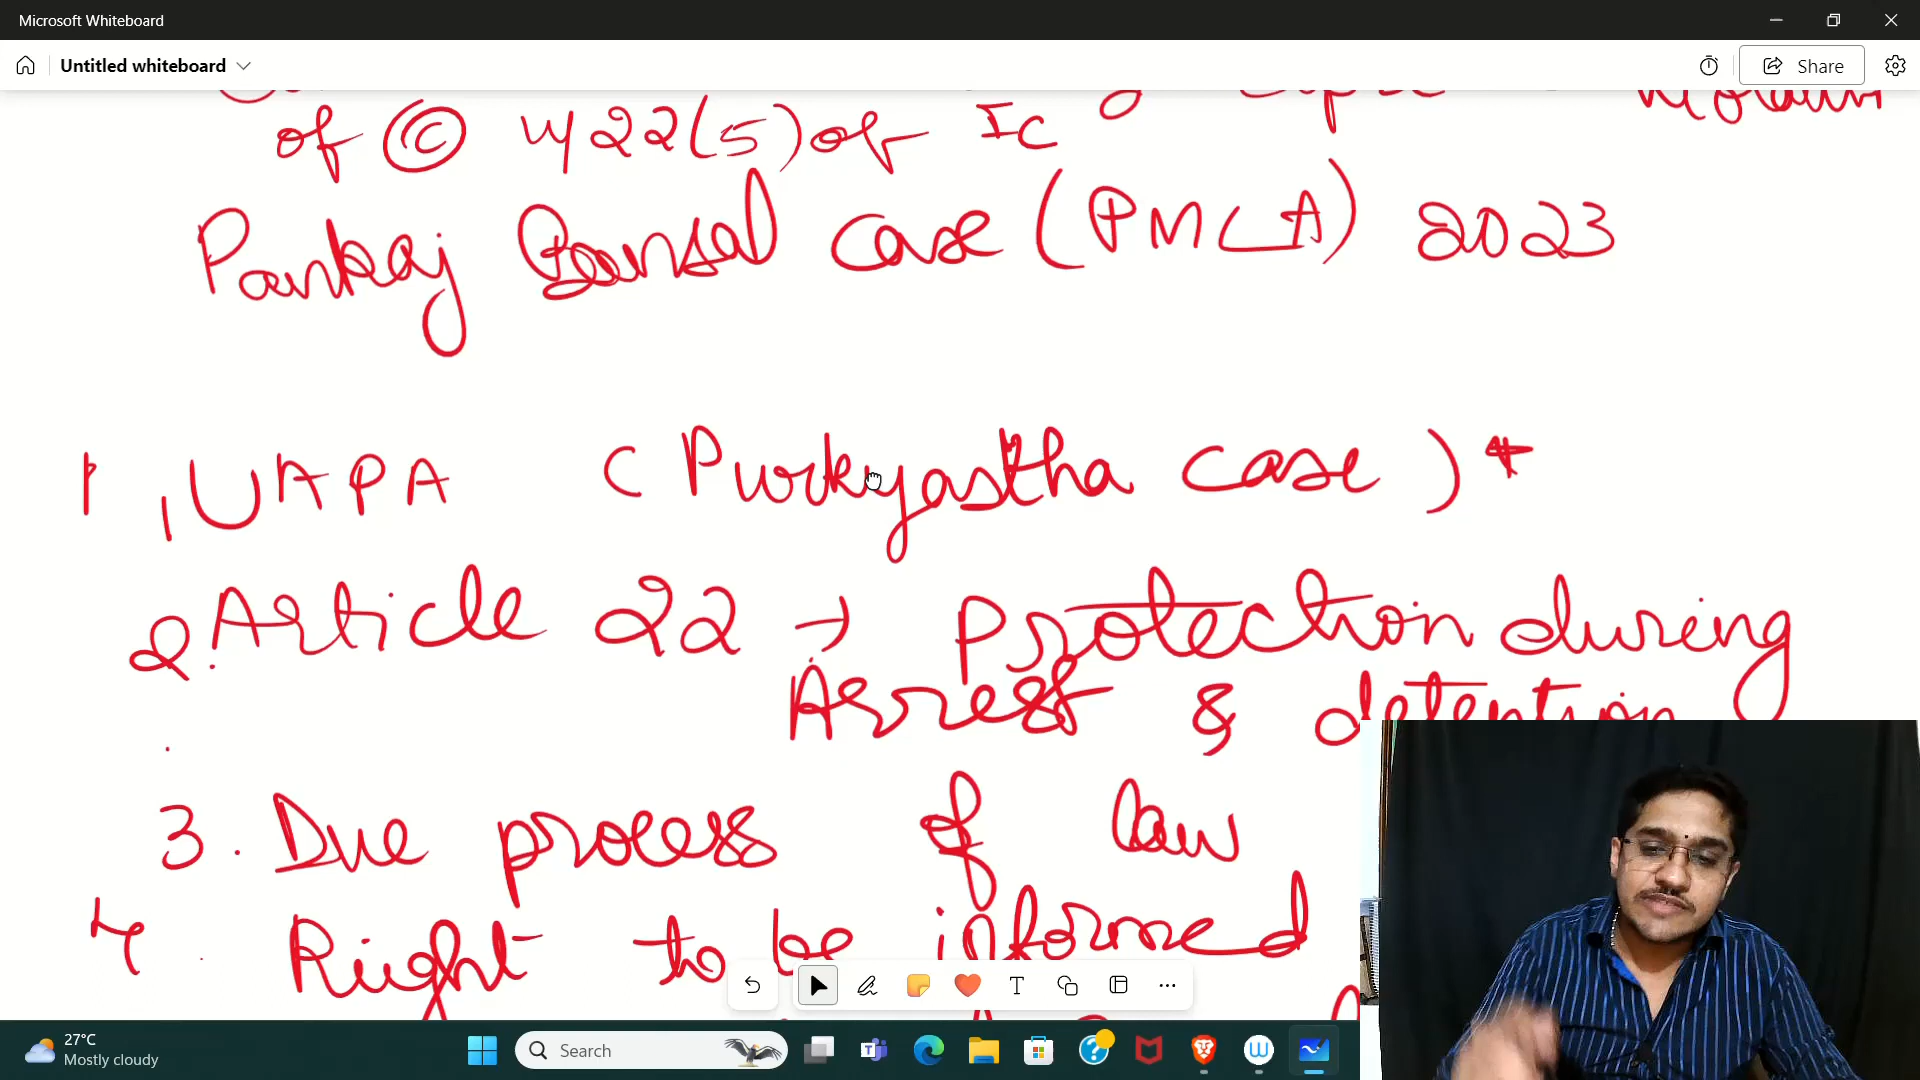 Microsoft Whiteboard
Untitled whiteboard
Share
of © u/22(5) of IC
Pankaj Bansal case (PMLA) 2023
1, UAPA (Purkyastha case) *
2. Article 22 → Protection during
Arrest & detention
3. Due process of law
4. Right to be informed
27°C
Mostly cloudy
Search